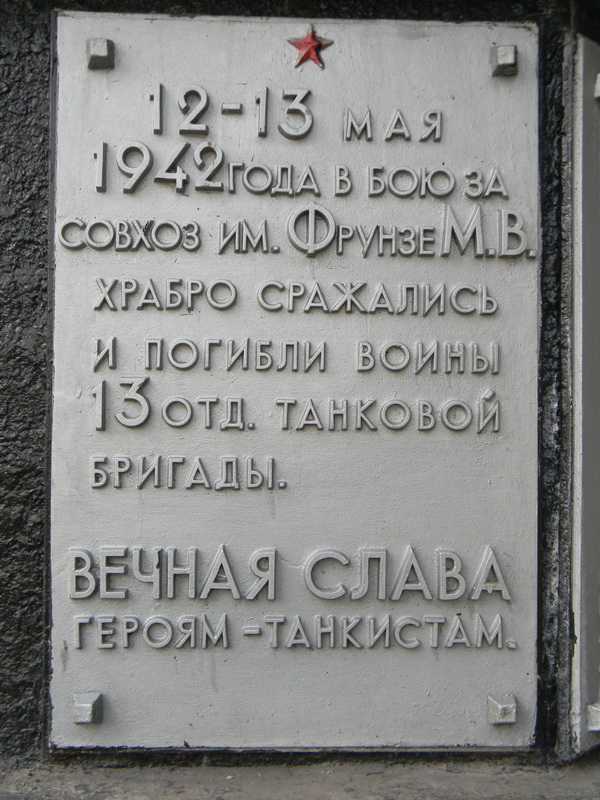 12-13 мая
1942 года в бою за
совхоз им. Фрунзе М.В.
храбро сражались
и погибли воины
13 отд. танковой
бригады.
Вечная слава
героям - танкистам.